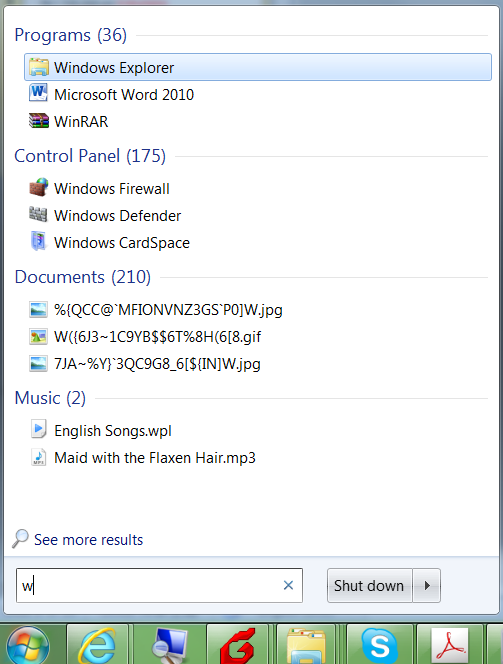 Programs (36)
Windows Explorer
Microsoft Word 2010
WinRAR
Control Panel (175)
Windows Firewall
Windows Defender
Windows CardSpace
Documents (210)
%{QCC@`MFIONVNZ3GS`P0]W.jpg
W({6J3~1C9YB$$6T%8H(6[8.gif
7JA~%Y}`3QC9G8_6[${IN]W.jpg
Music (2)
English Songs.wpl
Maid with the Flaxen Hair.mp3
See more results
w
Shut down